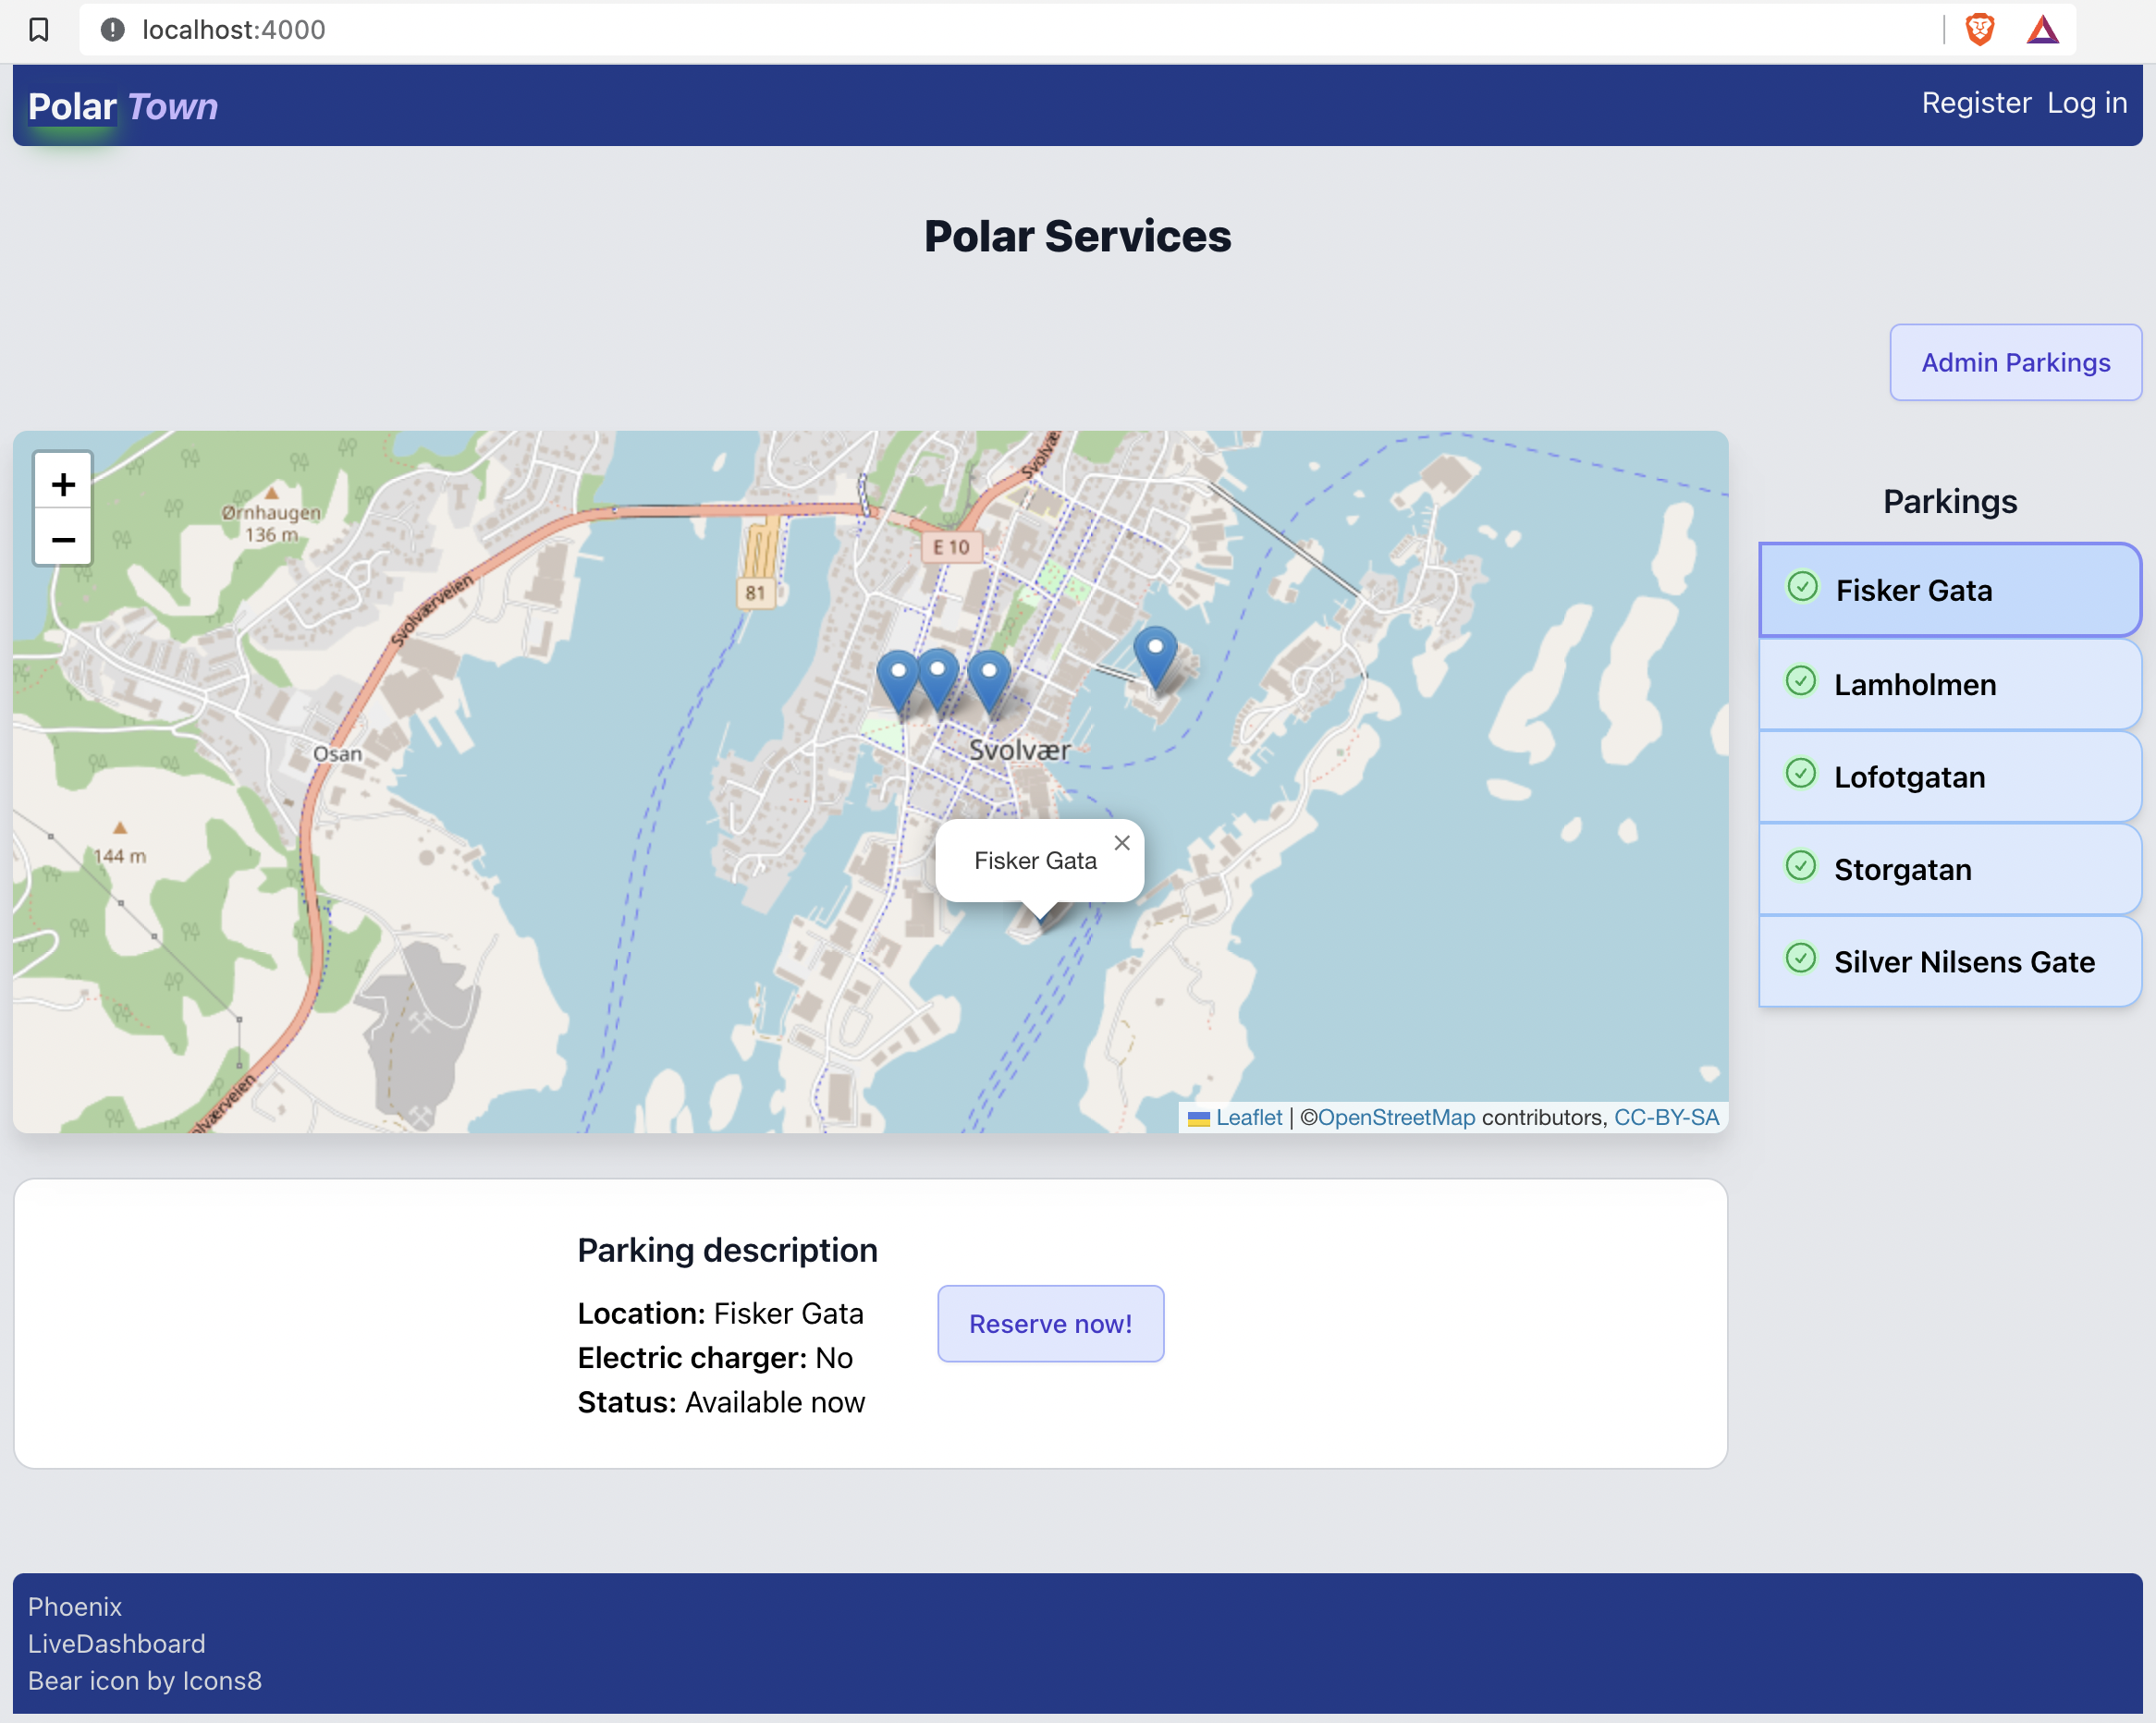 localhost:4000
Polar Town
Register Log in
Polar Services
Admin Parkings
+
−
Ørnhaugen
136 m
Svolværveien
Svolvæ
E 10
81
Osan
Svolvær
144 m
Fisker Gata
×
olværveien
Leaflet | ©OpenStreetMap contributors, CC-BY-SA
Parkings
Fisker Gata
Lamholmen
Lofotgatan
Storgatan
Silver Nilsens Gate
Parking description
Location: Fisker Gata
Electric charger: No
Status: Available now
Reserve now!
Phoenix
LiveDashboard
Bear icon by Icons8